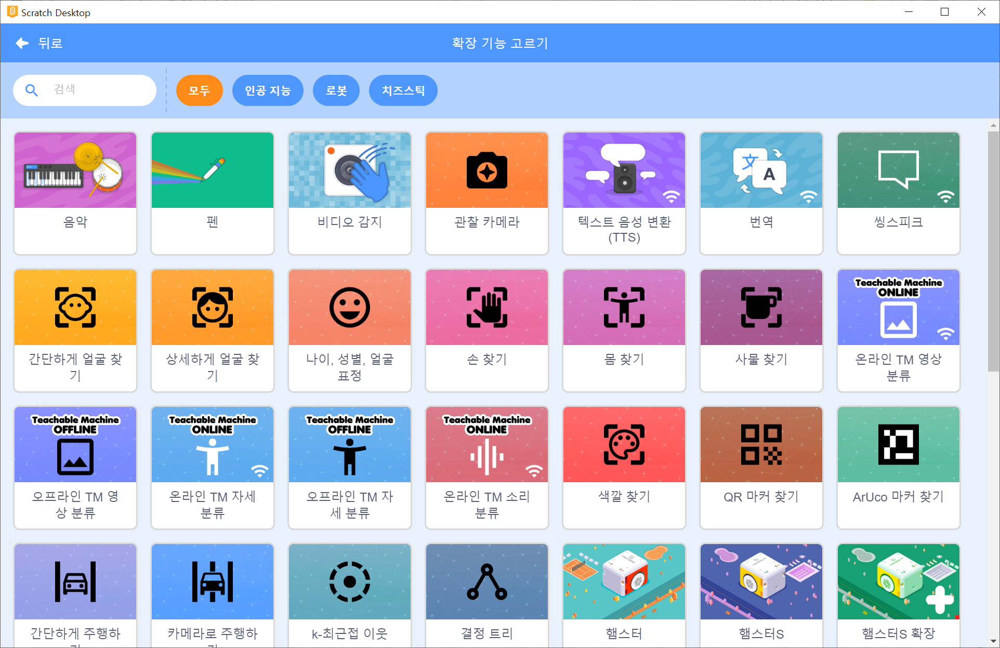 Scratch Desktop
뒤로
확장 기능 고르기
검색
모두
인공 지능
로봇
치즈스틱
文
A
음악
펜
비디오 감지
관찰 카메라
텍스트 음성 변환
(TTS)
번역
씽스피크
Teachable Machine
ONLINE
간단하게 얼굴 찾
기
상세하게 얼굴 찾
기
나이, 성별, 얼굴
표정
손 찾기
몸 찾기
사물 찾기
온라인 TM 영상
분류
Teachable Machine
OFFLINE
Teachable Machine
ONLINE
Teachable Machine
OFFLINE
Teachable Machine
ONLINE
오프라인 TM 영
상 분류
온라인 TM 자세
분류
오프라인 TM 자
세 분류
온라인 TM 소리
분류
색깔 찾기
QR 마커 찾기
ArUco 마커 찾기
간단하게 주행하
카메라로 주행하
k-최근접 이웃
결정 트리
햄스터
햄스터S
햄스터S 확장